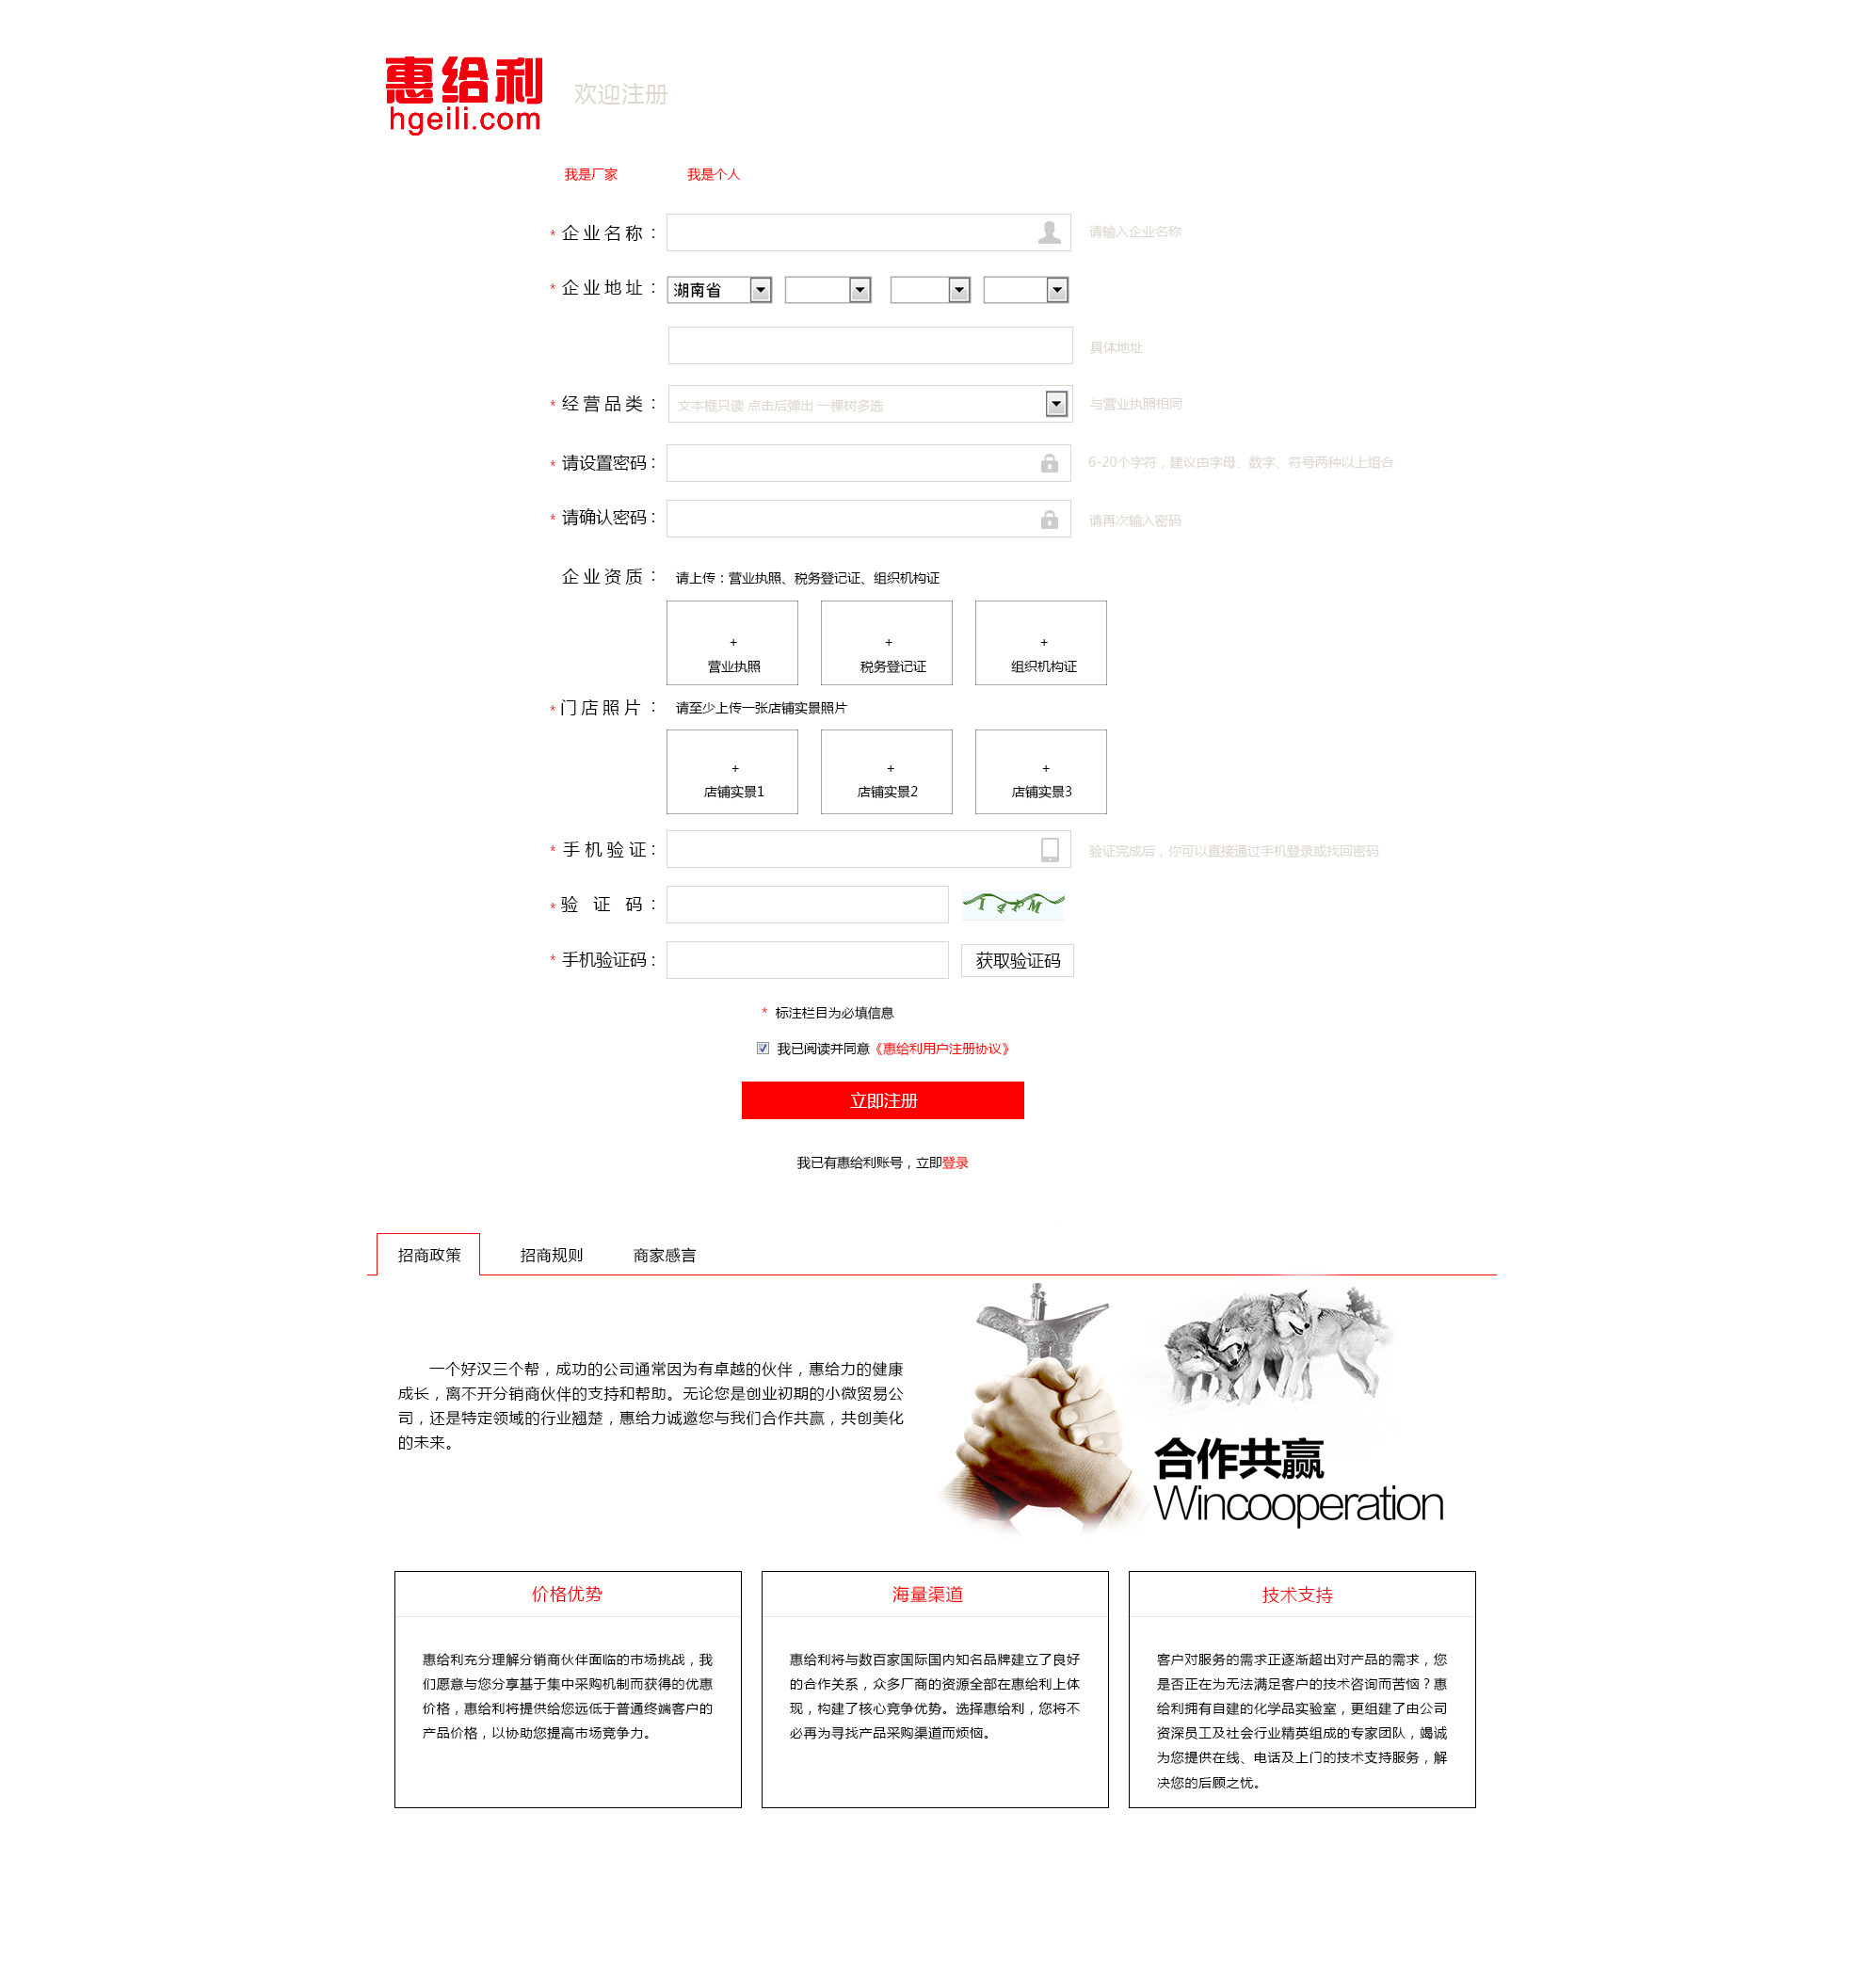 惠给利
hgeili.com
欢迎注册
我是厂家 我是个人
* 企业名称： 请输入企业名称
* 企业地址： 湖南省
具体地址
* 经营品类： 文本框只读 点击后弹出 一棵树多选 与营业执照相同
* 请设置密码： 6-20个字符，建议由字母、数字、符号两种以上组合
* 请确认密码： 请再次输入密码
企业资质： 请上传：营业执照、税务登记证、组织机构证
+ + +
营业执照 税务登记证 组织机构证
* 门店照片： 请至少上传一张店铺实景照片
+ + +
店铺实景1 店铺实景2 店铺实景3
* 手机验证： 验证完成后，你可以直接通过手机登录或找回密码
* 验 证 码：
* 手机验证码： 获取验证码
* 标注栏目为必填信息
我已阅读并同意《惠给利用户注册协议》
立即注册
我已有惠给利账号，立即登录
招商政策 招商规则 商家感言
一个好汉三个帮，成功的公司通常因为有卓越的伙伴，惠给力的健康
成长，离不开分销商伙伴的支持和帮助。无论您是创业初期的小微贸易公
司，还是特定领域的行业翘楚，惠给力诚邀您与我们合作共赢，共创美化
的未来。
合作共赢
Wincooperation
价格优势
惠给利充分理解分销商伙伴面临的市场挑战，我
们愿意与您分享基于集中采购机制而获得的优惠
价格，惠给利将提供给您远低于普通终端客户的
产品价格，以协助您提高市场竞争力。
海量渠道
惠给利将与数百家国际国内知名品牌建立了良好
的合作关系，众多厂商的资源全部在惠给利上体
现，构建了核心竞争优势。选择惠给利，您将不
必再为寻找产品采购渠道而烦恼。
技术支持
客户对服务的需求正逐渐超出对产品的需求，您
是否正在为无法满足客户的技术咨询而苦恼？惠
给利拥有自建的化学品实验室，更组建了由公司
资深员工及社会行业精英组成的专家团队，竭诚
为您提供在线、电话及上门的技术支持服务，解
决您的后顾之忧。